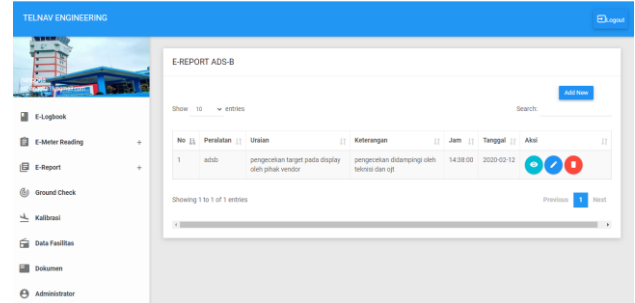 TELNAV ENGINEERING
Logout
E-Logbook
E-Meter Reading +
E-Report +
Ground Check
Kalibrasi
Data Fasilitas
Dokumen
Administrator
E-REPORT ADS-B
Add New
Show 10 entries
Search:
No Peralatan Uraian Keterangan Jam Tanggal Aksi
1 adsb pengecekan target pada display pengecekan didampingi oleh 14:38:00 2020-02-12
oleh pihak vendor teknisi dan ojt
Showing 1 to 1 of 1 entries
Previous 1 Next